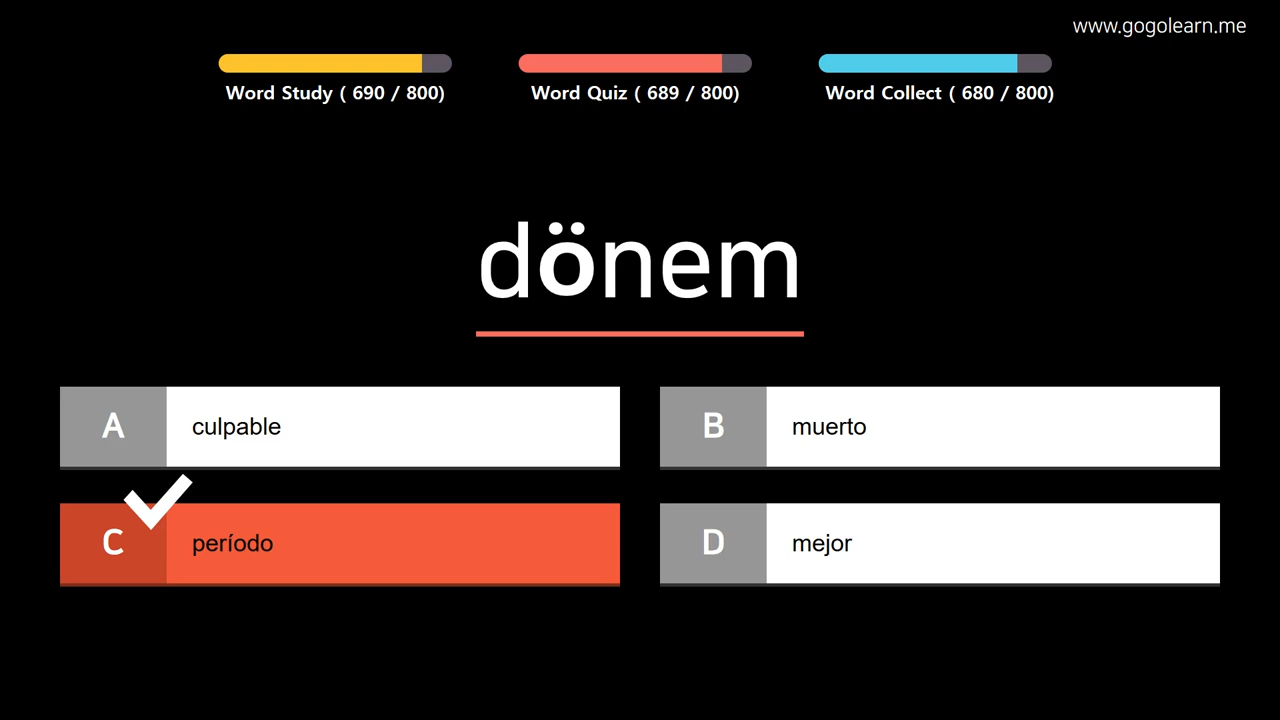 www.gogolearn.me
Word Study ( 690 / 800)
Word Quiz ( 689 / 800)
Word Collect ( 680 / 800)
dönem
A
culpable
B
muerto
C
período
D
mejor